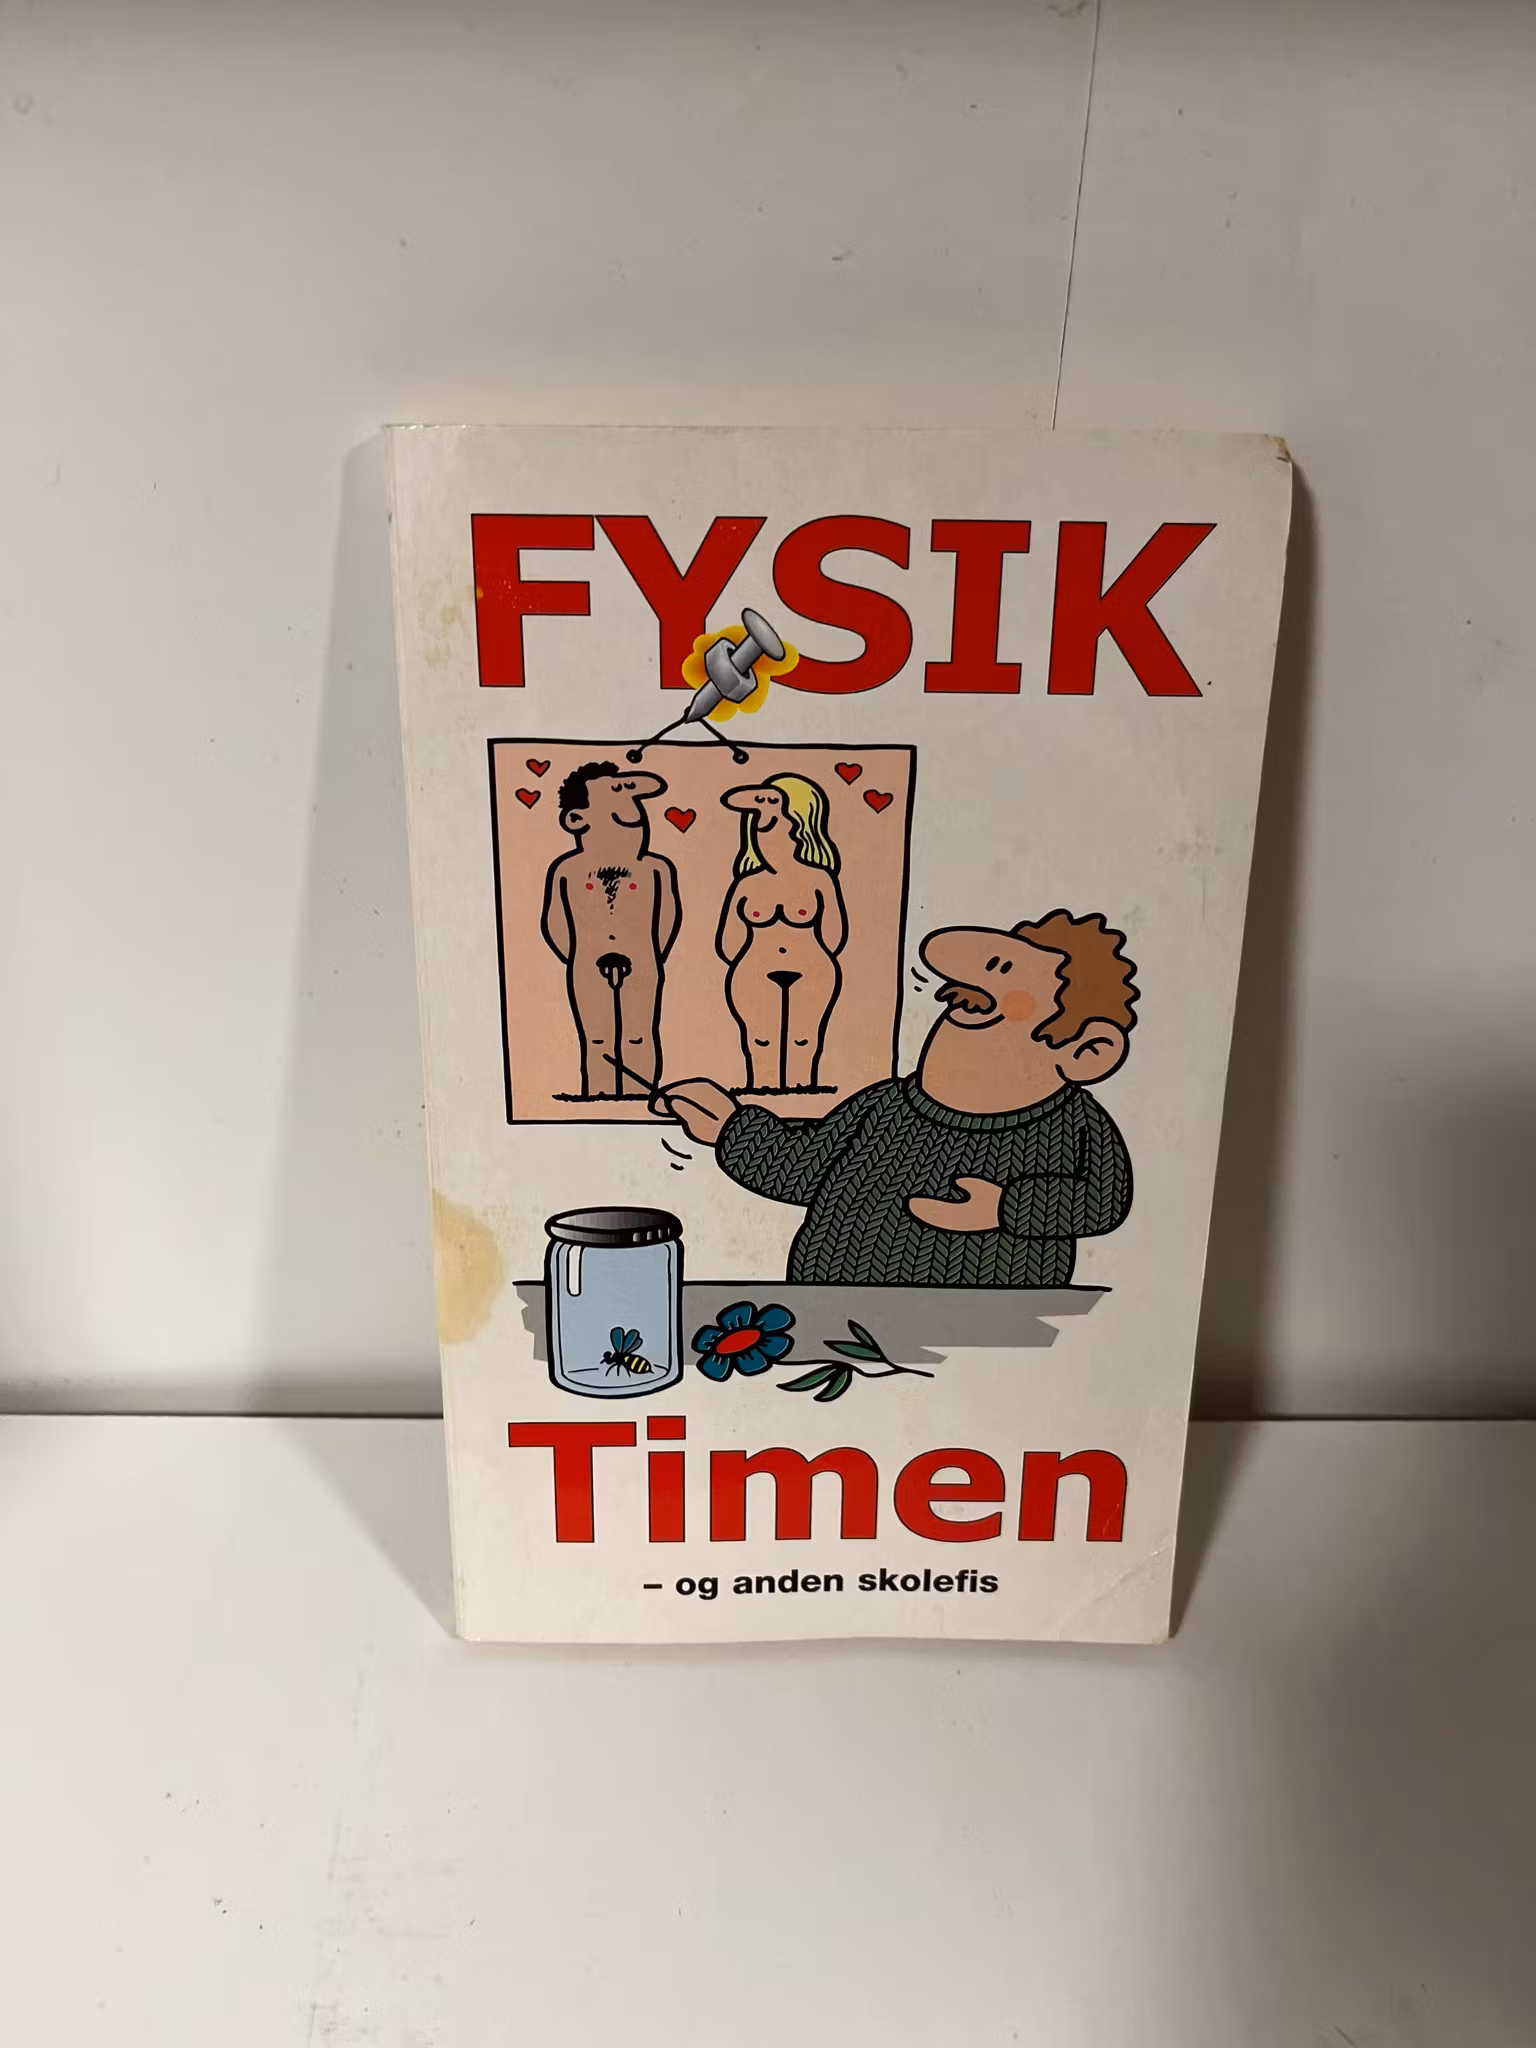 FYSIK
Timen
– og anden skolefis